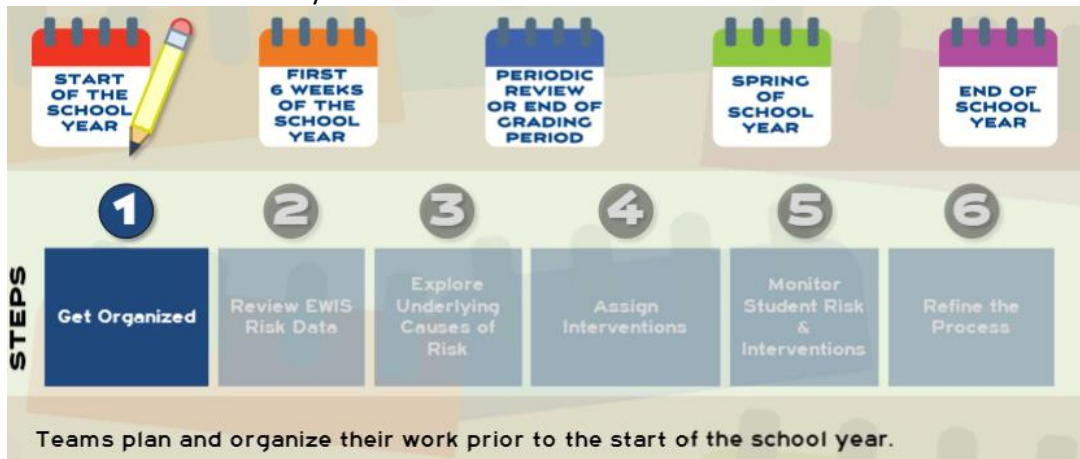 START
OF THE
SCHOOL
YEAR
FIRST
6 WEEKS
OF THE
SCHOOL
YEAR
PERIODIC
REVIEW
OR END OF
GRADING
PERIOD
SPRING
OF
SCHOOL
YEAR
END OF
SCHOOL
YEAR
1
2
3
4
5
6
STEPS
Get Organized
Review EWIS
Risk Data
Explore
Underlying
Causes of
Risk
Assign
Interventions
Monitor
Student Risk
&
Interventions
Refine the
Process
Teams plan and organize their work prior to the start of the school year.